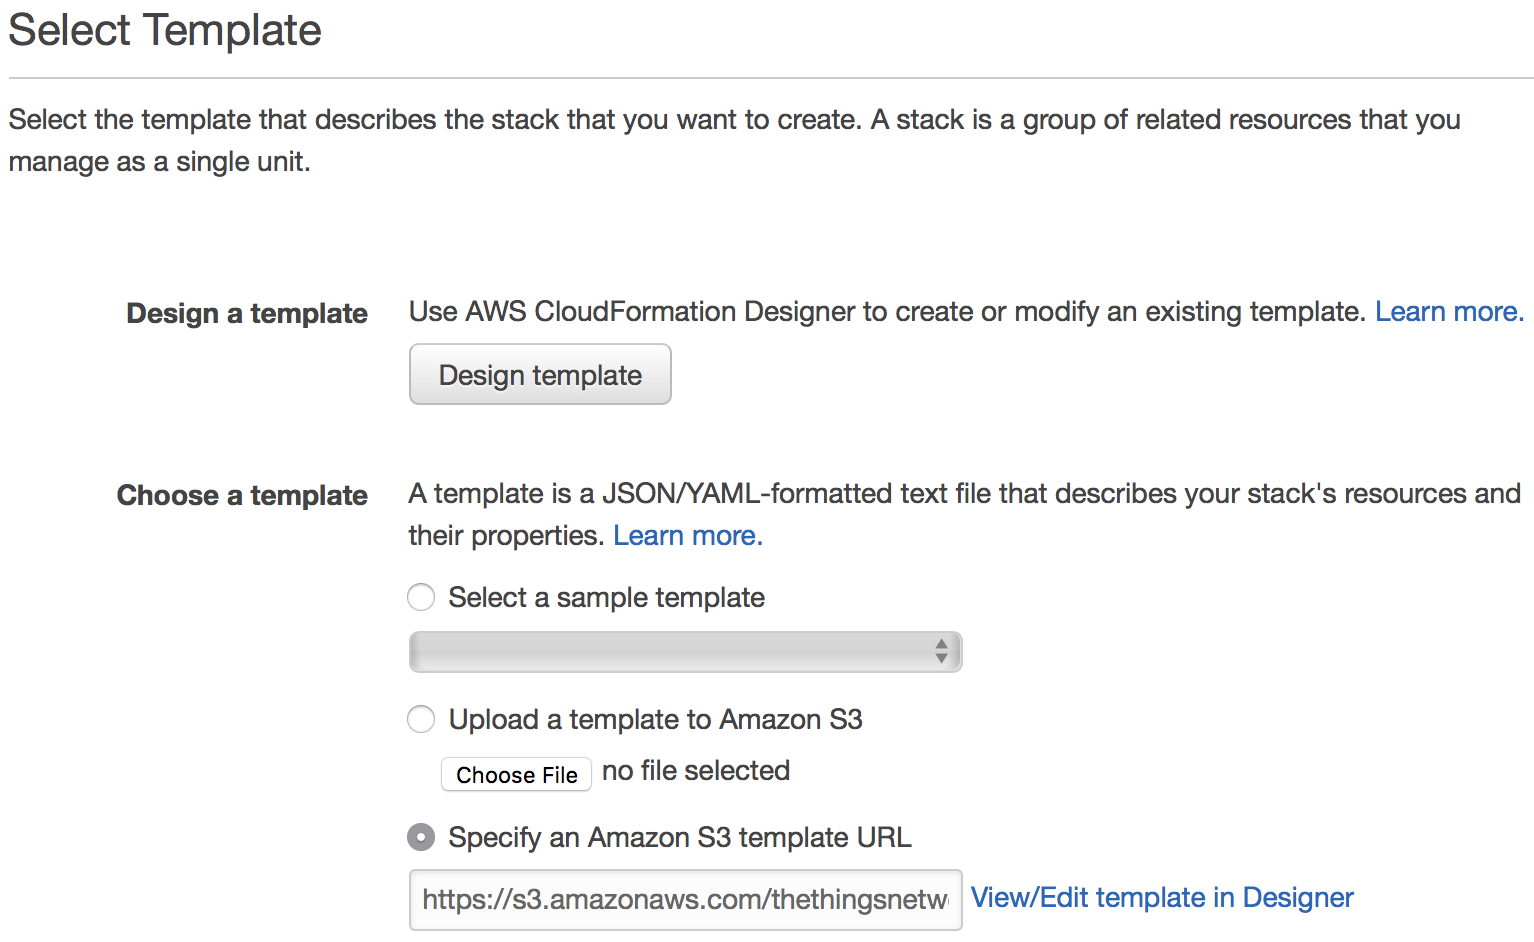 Select Template
Select the template that describes the stack that you want to create. A stack is a group of related resources that you
manage as a single unit.
Design a template
Use AWS CloudFormation Designer to create or modify an existing template. Learn more.
Design template
Choose a template
A template is a JSON/YAML-formatted text file that describes your stack's resources and
their properties. Learn more.
Select a sample template
Upload a template to Amazon S3
Choose File no file selected
Specify an Amazon S3 template URL
https://s3.amazonaws.com/thethingsnetw View/Edit template in Designer